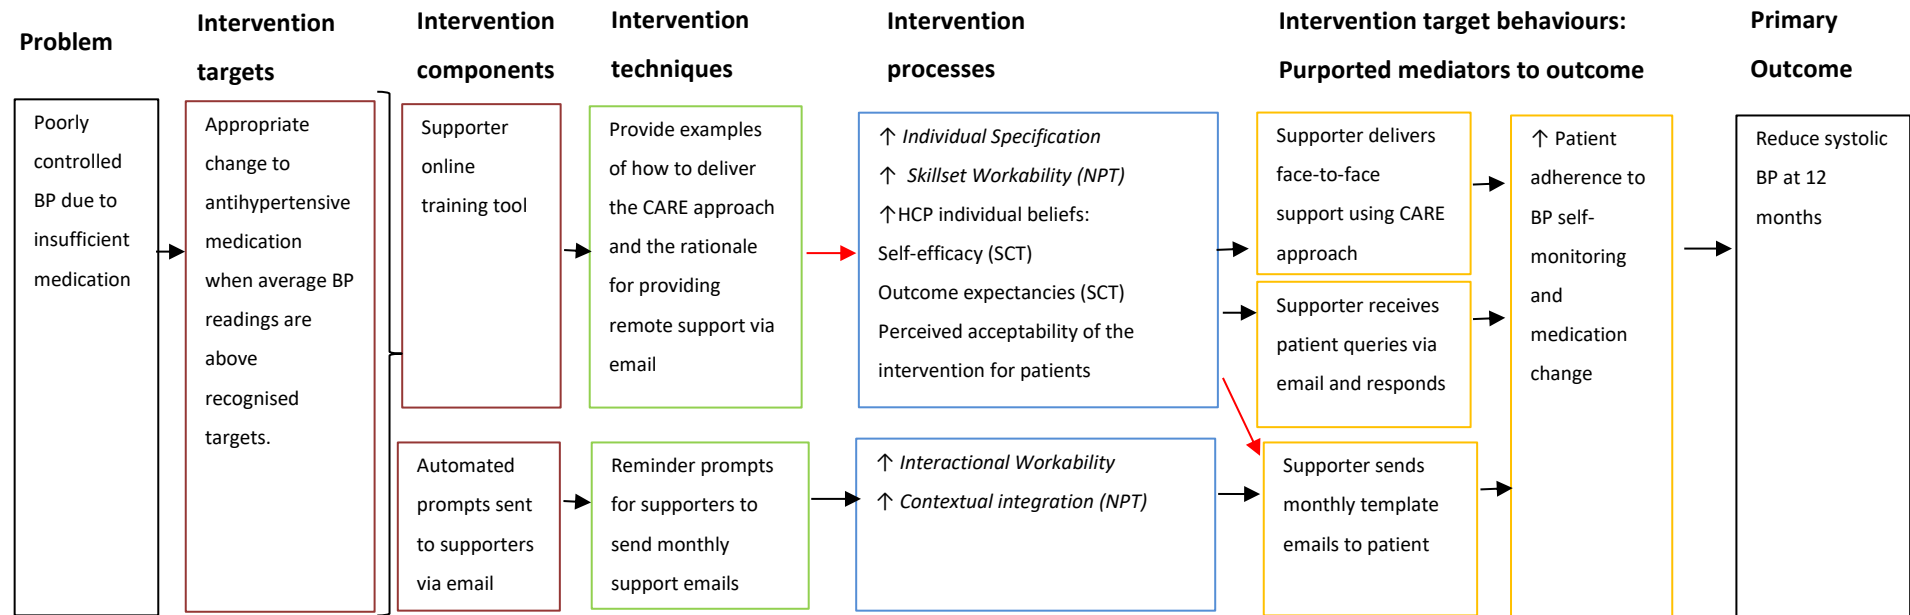 Problem
Intervention
targets
Intervention
components
Intervention
techniques
Intervention
processes
Intervention target behaviours:
Purported mediators to outcome
Primary
Outcome
Poorly
controlled
BP due to
insufficient
medication
Appropriate
change to
antihypertensive
medication
when average BP
readings are
above
recognised
targets.
Supporter
online
training tool
Provide examples
of how to deliver
the CARE approach
and the rationale
for providing
remote support via
email
↑ Individual Specification
↑ Skillset Workability (NPT)
↑HCP individual beliefs:
Self-efficacy (SCT)
Outcome expectancies (SCT)
Perceived acceptability of the
intervention for patients
Supporter delivers
face-to-face
support using CARE
approach
Supporter receives
patient queries via
email and responds
↑ Patient
adherence to
BP self-
monitoring
and
medication
change
Reduce systolic
BP at 12
months
Automated
prompts sent
to supporters
via email
Reminder prompts
for supporters to
send monthly
support emails
↑ Interactional Workability
↑ Contextual integration (NPT)
Supporter sends
monthly template
emails to patient